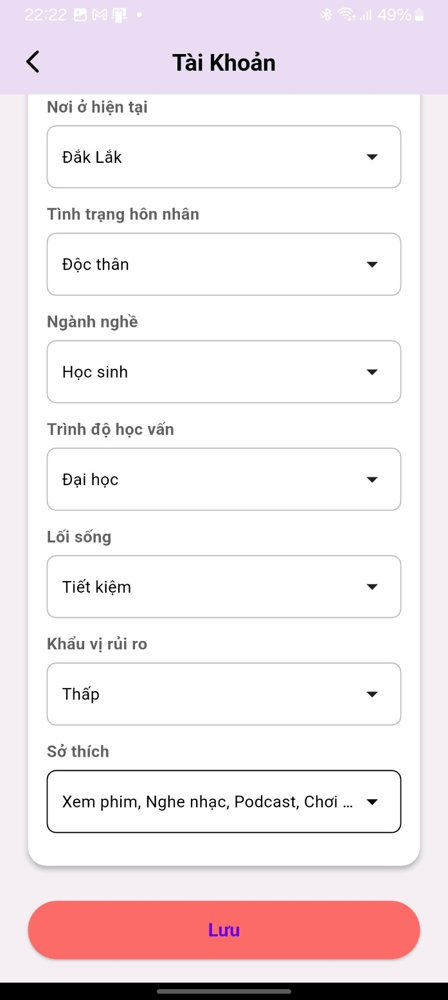 22:22
49%
Tài Khoản
Nơi ở hiện tại
Đắk Lắk
Tình trạng hôn nhân
Độc thân
Ngành nghề
Học sinh
Trình độ học vấn
Đại học
Lối sống
Tiết kiệm
Khẩu vị rủi ro
Thấp
Sở thích
Xem phim, Nghe nhạc, Podcast, Chơi ...
Lưu